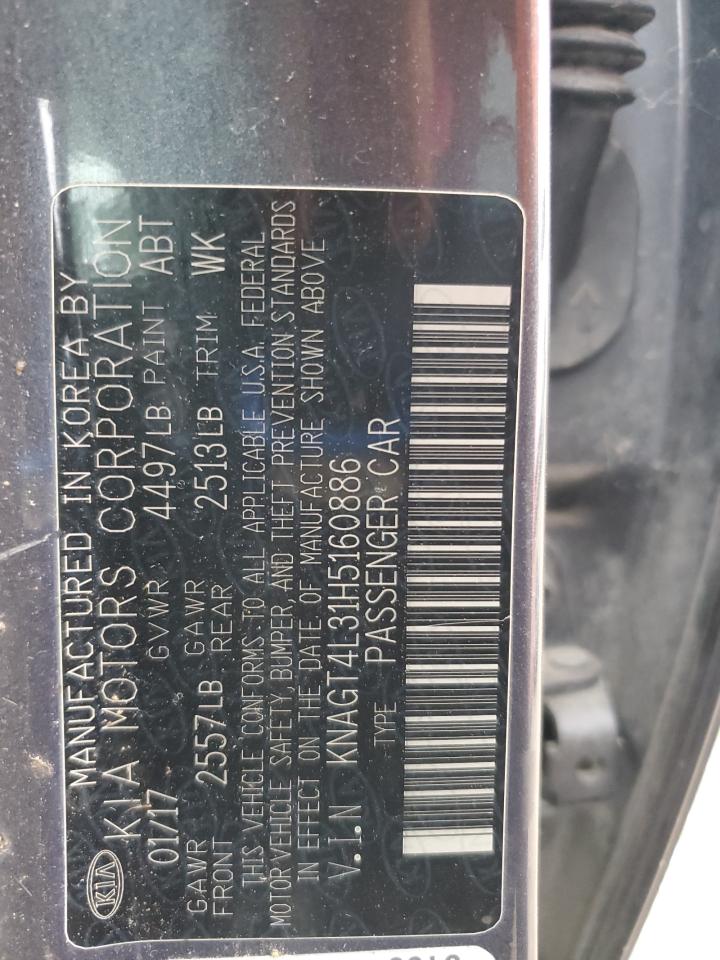 MANUFACTURED IN KOREA BY
KIA KIA MOTORS CORPORATION
01/17 GVWR 4497LB PAINT ABT
GAWR FRONT 2557LB GAWR REAR 2513LB TRIM WK
THIS VEHICLE CONFORMS TO ALL APPLICABLE U.S.A. FEDERAL
MOTOR VEHICLE SAFETY, BUMPER, AND THEFT PREVENTION STANDARDS
IN EFFECT ON THE DATE OF MANUFACTURE SHOWN ABOVE
V.I.N KNAGT4L31H5160886
TYPE PASSENGER CAR